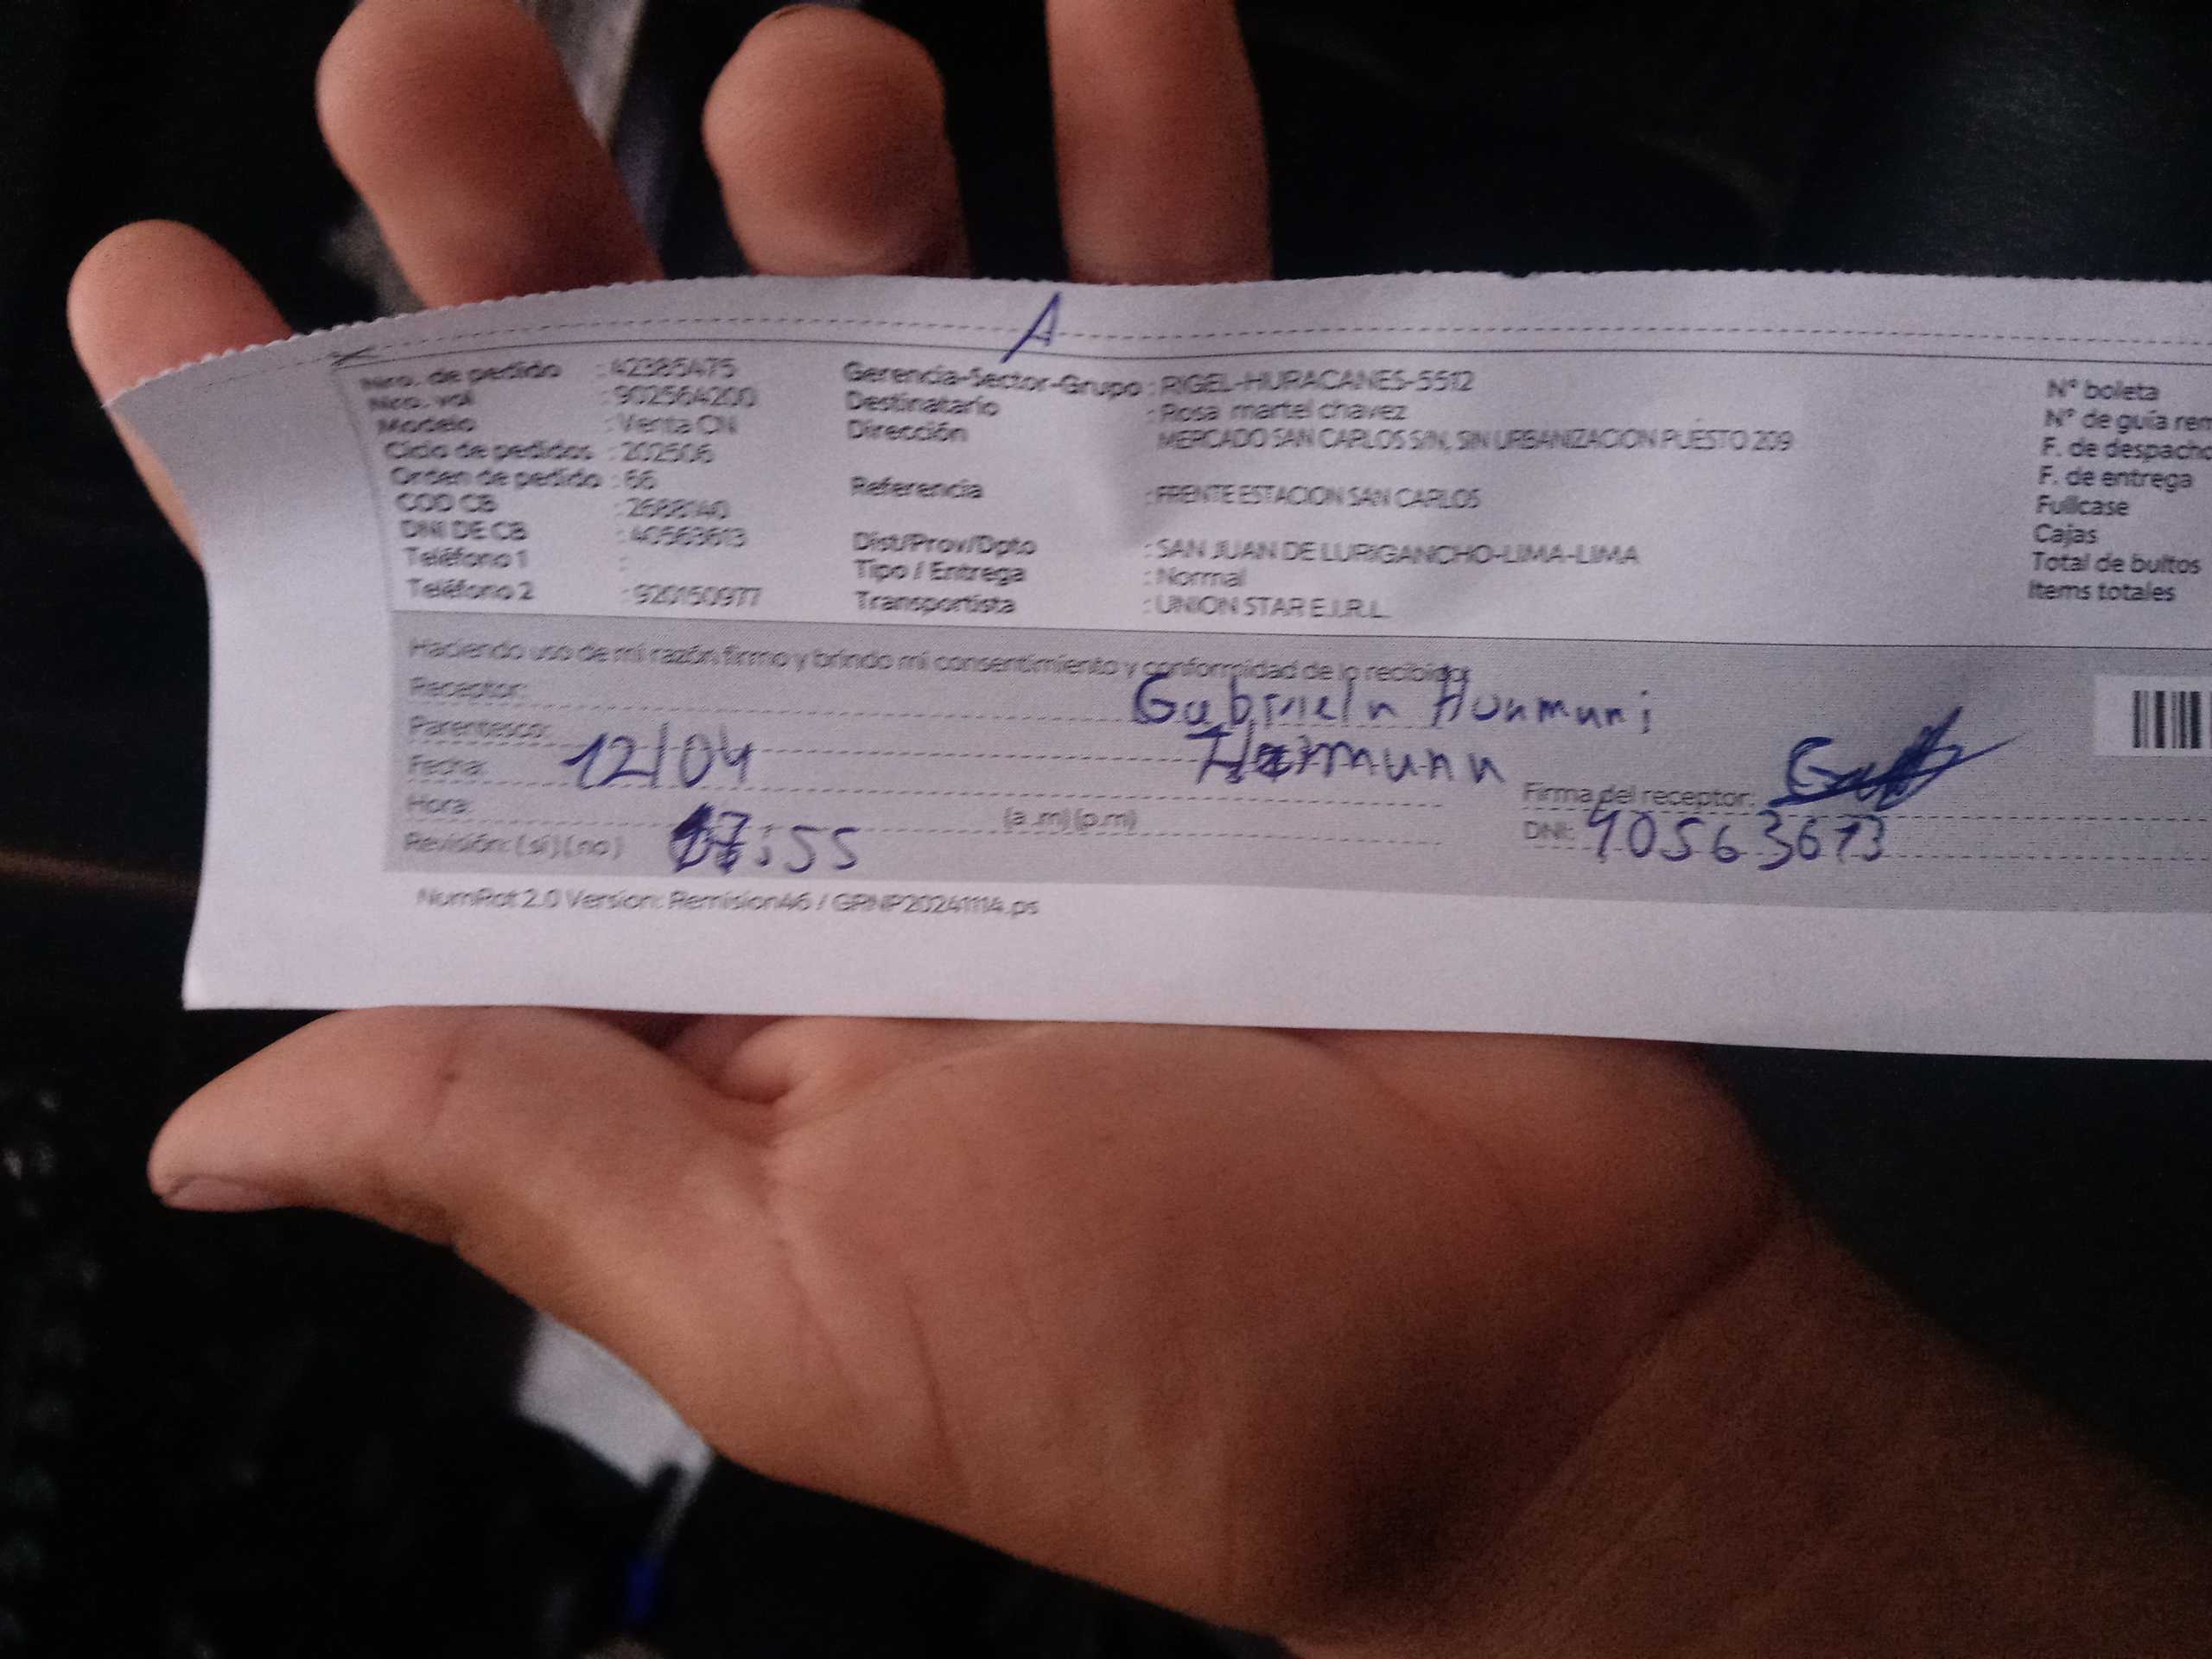 A
Nro. de pedido : 42385475
Nro. vol : 902564200
Modelo : Venta CN
Ciclo de pedidos : 202506
Orden de pedido : 66
COD CB : 2688140
DNI DE CB : 40563613
Teléfono 1 :
Teléfono 2 : 920150977
Gerencia-Sector-Grupo : RIGEL-HURACANES-5512
Destinatario : Rosa martel chavez
Dirección MERCADO SAN CARLOS S/N, SIN URBANIZACION PUESTO 209
Referencia : FRENTE ESTACION SAN CARLOS
Dist/Prov/Dpto : SAN JUAN DE LURIGANCHO-LIMA-LIMA
Tipo / Entrega : Normal
Transportista : UNION STAR E.I.R.L.
N° boleta
N° de guía rem
F. de despacho
F. de entrega
Fullcase
Cajas
Total de bultos
Items totales
Haciendo uso de mi razón firmo y brindo mi consentimiento y conformidad de lo recibido:
Receptor: Gabriela Huamani
Parentesco:
Fecha: 12/04
Hora: (a.m) (p.m)
Revisión: (si) (no) 17:55
Firma del receptor:
DNI: 40563613
NumRot 2.0 Version: Remision46 / GRNP20241114.ps